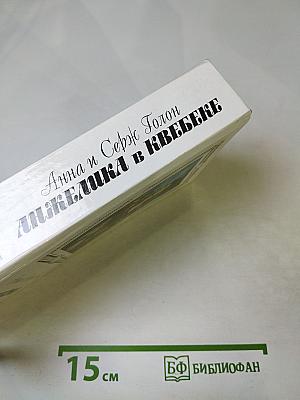 Анна и Серж Голон
АНЖЕЛИКА в КВЕБЕКЕ
15 см
БФ БИБЛИОФАН